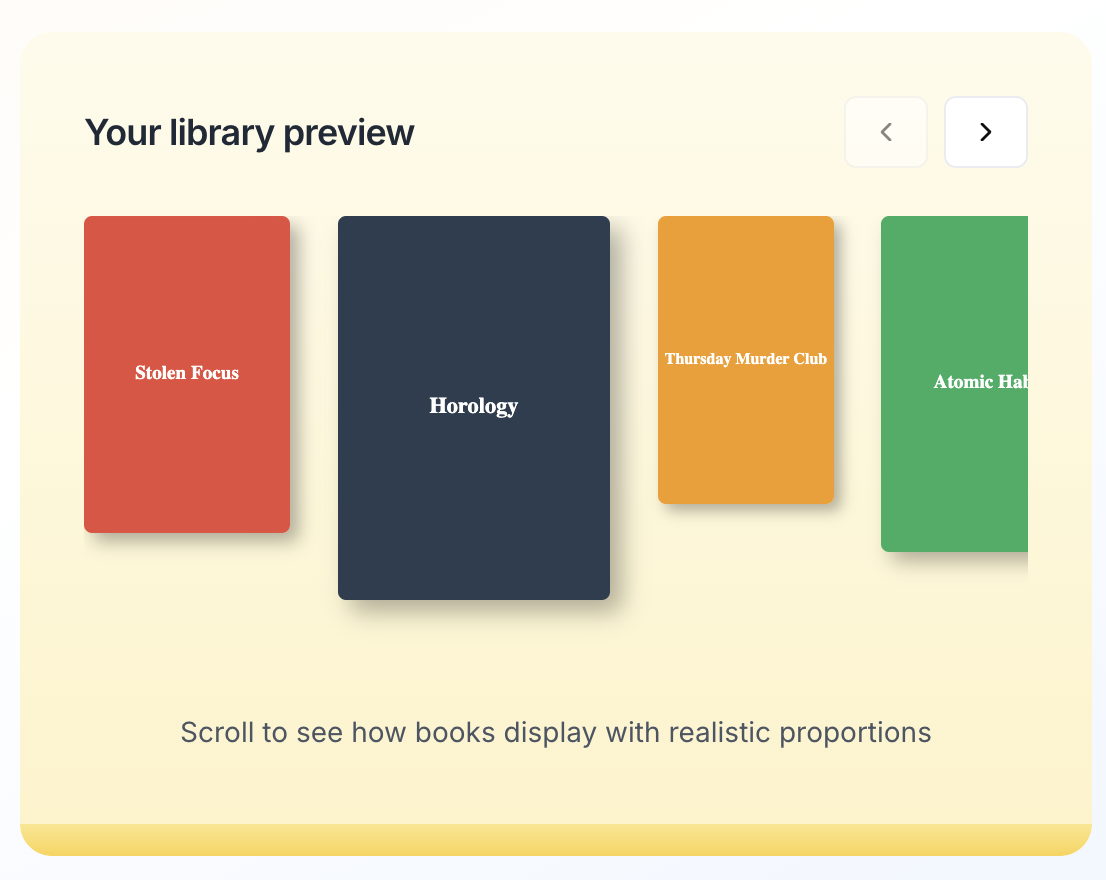 Your library preview
Stolen Focus
Horology
Thursday Murder Club
Atomic Hab
Scroll to see how books display with realistic proportions